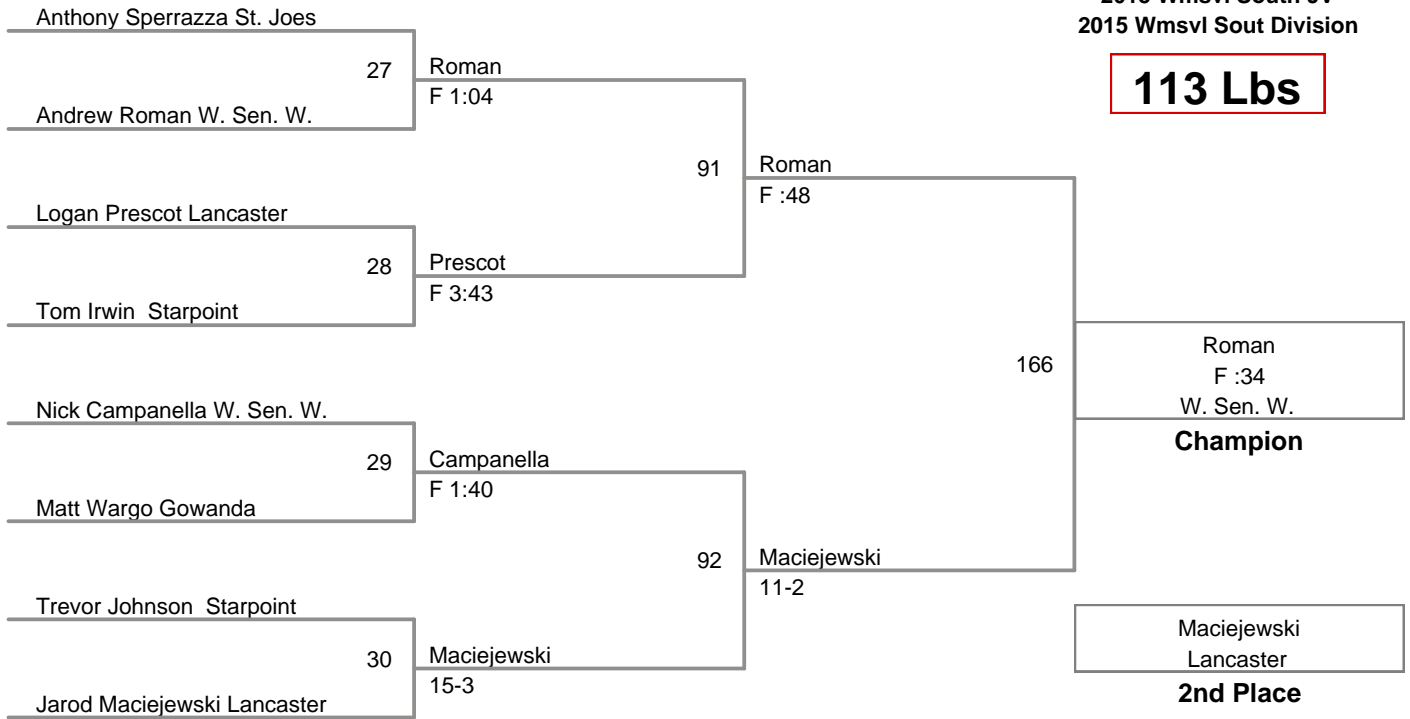 2015 Wmsvl South JV
2015 Wmsvl Sout Division
113 Lbs
Anthony Sperrazza St. Joes
27
Roman
F 1:04
Andrew Roman W. Sen. W.
91
Roman
F :48
Logan Prescot Lancaster
28
Prescot
F 3:43
Tom Irwin Starpoint
166
Roman
F :34
W. Sen. W.
Champion
Nick Campanella W. Sen. W.
29
Campanella
F 1:40
Matt Wargo Gowanda
92
Maciejewski
11-2
Trevor Johnson Starpoint
30
Maciejewski
15-3
Jarod Maciejewski Lancaster
Maciejewski
Lancaster
2nd Place